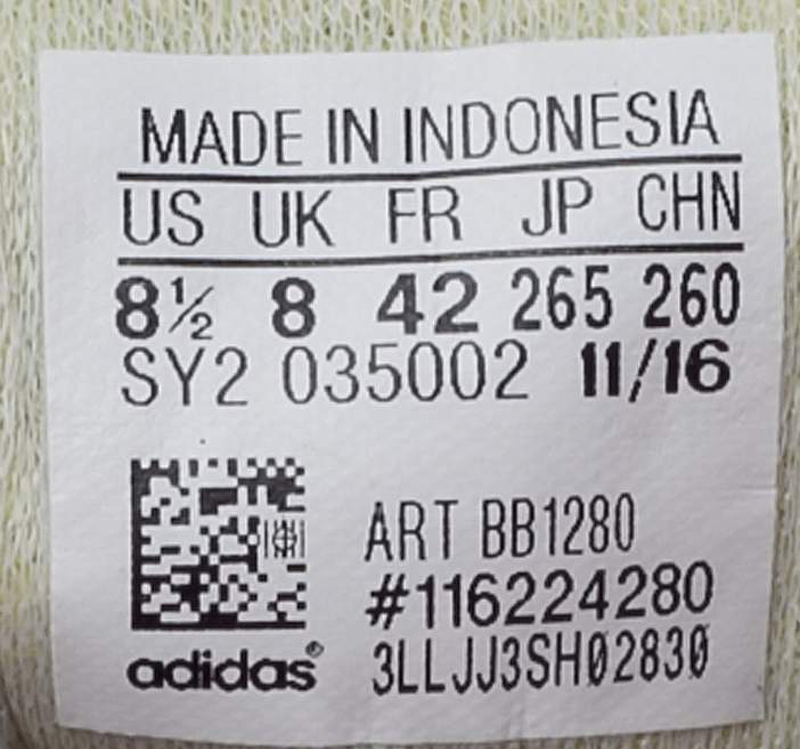 MADE IN INDONESIA
US UK FR JP CHN
8½ 8 42 265 260
SY2 035002 11/16
ART BB1280
#116224280
adidas® 3LLJJ3SH02830